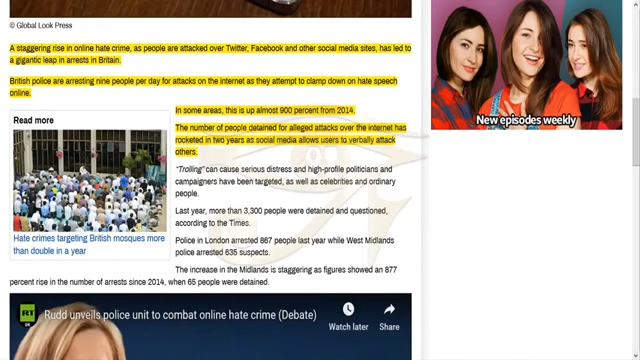 © Global Look Press
A staggering rise in online hate crime, as people are attacked over Twitter, Facebook and other social media sites, has led to
a gigantic leap in arrests in Britain.
British police are arresting nine people per day for attacks on the internet as they attempt to clamp down on hate speech
online.
Read more
Hate crimes targeting British mosques more
than double in a year
In some areas, this is up almost 900 percent from 2014.
The number of people detained for alleged attacks over the internet has
rocketed in two years as social media allows users to verbally attack
others.
"Trolling" can cause serious distress and high-profile politicians and
campaigners have been targeted, as well as celebrities and ordinary
people.
Last year, more than 3,300 people were detained and questioned,
according to the Times.
Police in London arrested 867 people last year while West Midlands
police arrested 635 suspects.
The increase in the Midlands is staggering as figures showed an 877
percent rise in the number of arrests since 2014, when 65 people were detained.
RT
UK
Rudd unveils police unit to combat online hate crime (Debate)
Watch later
Share
New episodes weekly